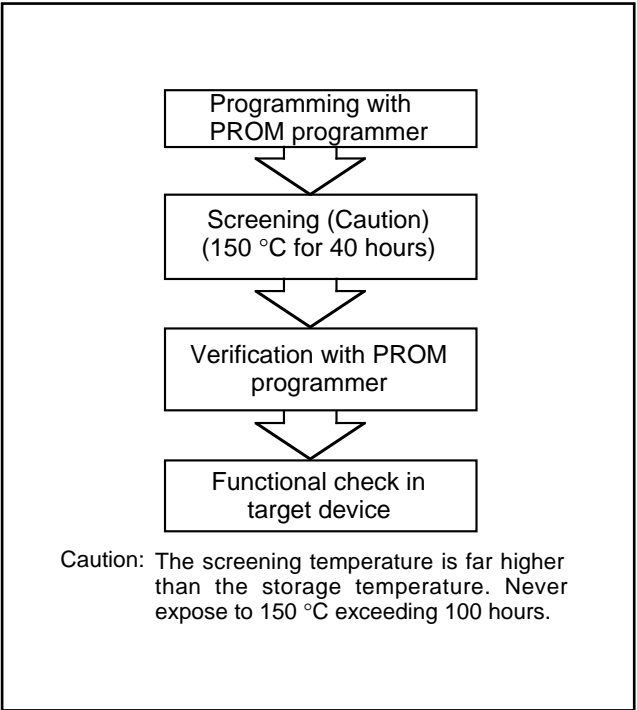 Programming with
PROM programmer
Screening (Caution)
(150 °C for 40 hours)
Verification with PROM
programmer
Functional check in
target device
Caution: The screening temperature is far higher
than the storage temperature. Never
expose to 150 °C exceeding 100 hours.